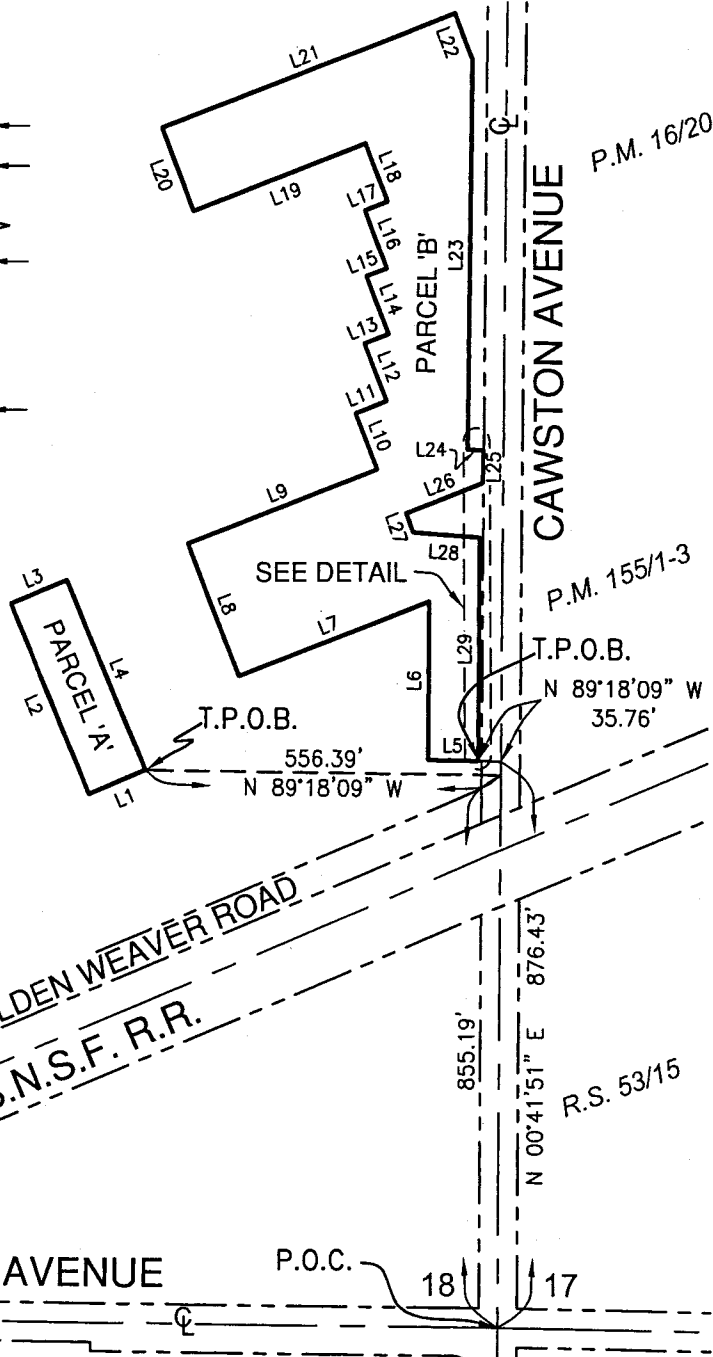 L21
L22
℄
P.M. 16/20
L20
L19
L18
L17
L16
L15
L14
L13
L12
L11
L10
L23
PARCEL 'B'
CAWSTON AVENUE
L24
L25
L26
L27
L28
L9
SEE DETAIL
P.M. 155/1-3
L8
L7
L6
L29
L5
T.P.O.B.
N 89°18'09" W
35.76'
L3
PARCEL 'A'
L4
L2
L1
T.P.O.B.
556.39'
N 89°18'09" W
LDEN WEAVER ROAD
.N.S.F. R.R.
855.19'
N 00°41'51" E 876.43'
R.S. 53/15
AVENUE
P.O.C.
18
17
℄